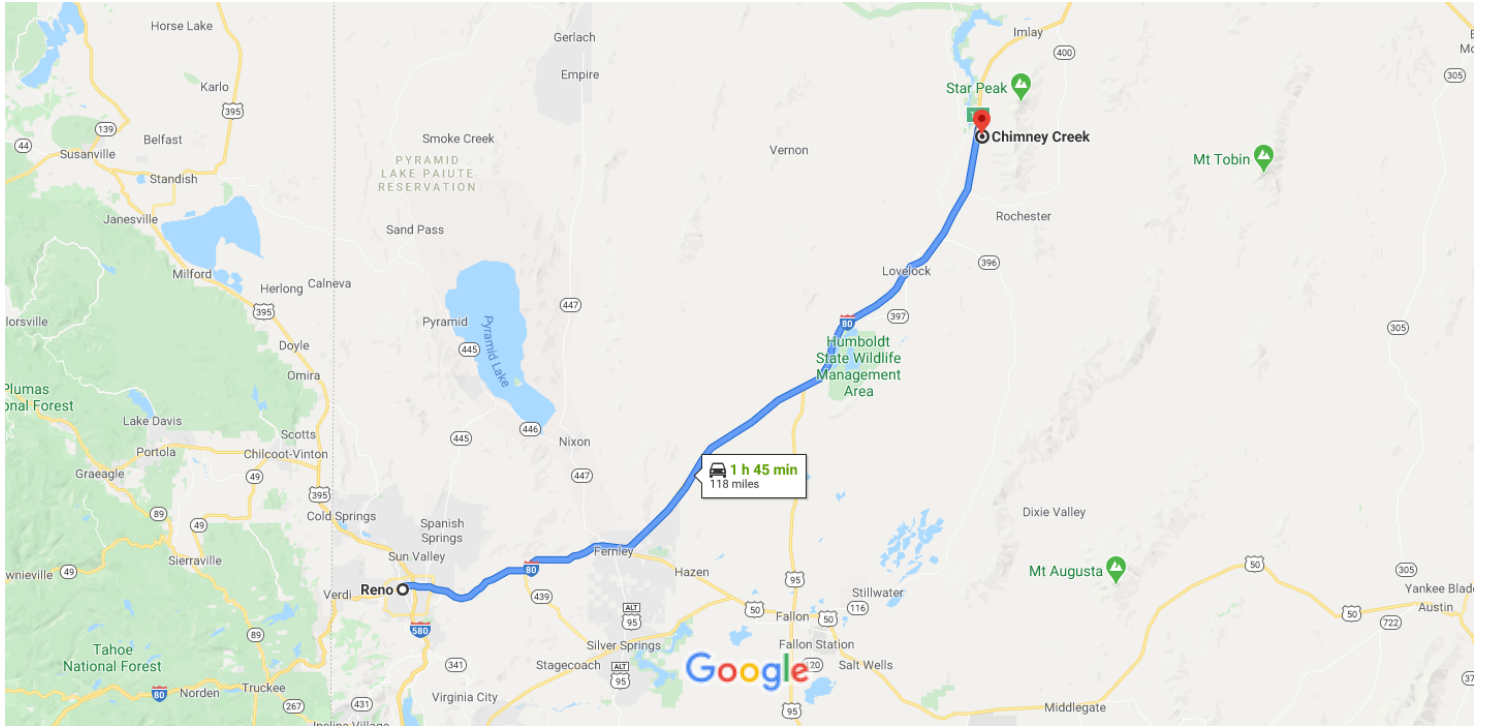 Horse Lake
Gerlach
Imlay
400
Empire
305
Karlo
395
Star Peak
139
Belfast
Smoke Creek
Chimney Creek
44
Susanville
PYRAMID
LAKE PAIUTE
RESERVATION
Vernon
Mt Tobin
Standish
Janesville
Sand Pass
Rochester
Milford
Herlong
Calneva
Lovelock
396
447
395
Pyramid
Pyramid Lake
80
397
305
Doyle
445
Humboldt
State Wildlife
Management
Area
Omira
Lake Davis
446
Scotts
445
Nixon
Portola
Chilcoot-Vinton
Graeagle
49
447
1 h 45 min
118 miles
395
89
49
Cold Springs
Spanish
Springs
Dixie Valley
Sun Valley
Fernley
Sierraville
49
80
Hazen
Mt Augusta
50
305
Verdi
Reno
439
95
Stillwater
116
Yankee Blad
ALT
95
50
Fallon
50
50
Austin
722
580
89
Silver Springs
Fallon Station
Tahoe
National Forest
341
Stagecoach
ALT
95
Google
20
Salt Wells
80
Norden
Truckee
431
Virginia City
267
95
Middlegate